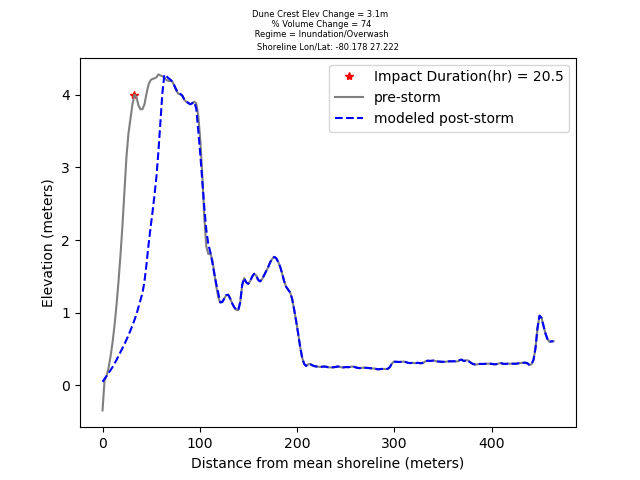 Dune Crest Elev Change = 3.1m
% Volume Change = 74
Regime = Inundation/Overwash
Shoreline Lon/Lat: -80.178 27.222
Impact Duration(hr) = 20.5
pre-storm
modeled post-storm
Elevation (meters)
4
3
2
1
0
0 100 200 300 400
Distance from mean shoreline (meters)